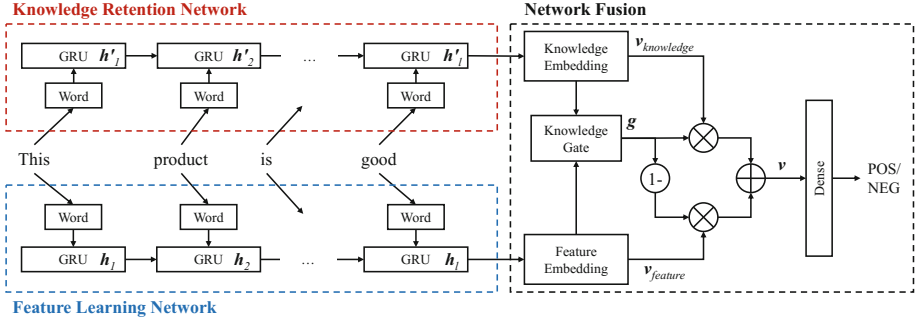 Knowledge Retention Network
Network Fusion
GRU h'1
GRU h'2
...
GRU h'l
Word
Word
Word
This
product
is
good
Word
Word
Word
GRU h1
GRU h2
...
GRU hl
Feature Learning Network
Knowledge
Embedding
vknowledge
Knowledge
Gate
g
1-
v
Dense
POS/
NEG
Feature
Embedding
vfeature